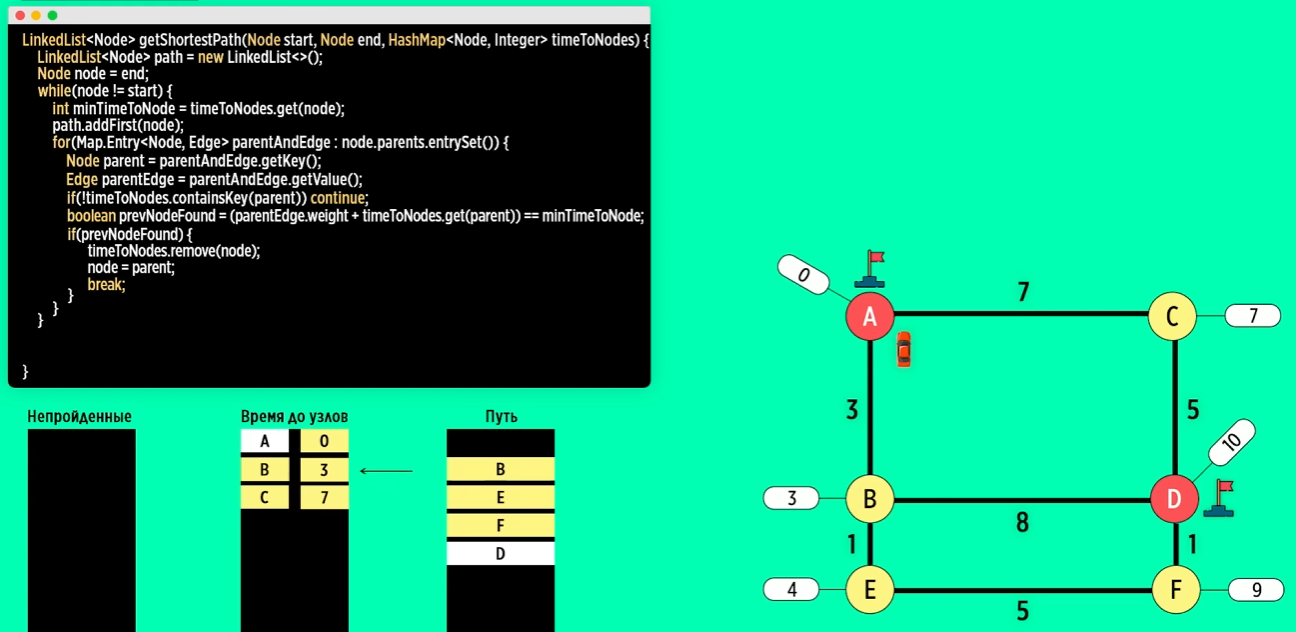 LinkedList<Node> getShortestPath(Node start, Node end, HashMap<Node, Integer> timeToNodes) {
LinkedList<Node> path = new LinkedList<>();
Node node = end;
while(node != start) {
int minTimeToNode = timeToNodes.get(node);
path.addFirst(node);
for(Map.Entry<Node, Edge> parentAndEdge : node.parents.entrySet()) {
Node parent = parentAndEdge.getKey();
Edge parentEdge = parentAndEdge.getValue();
if(!timeToNodes.containsKey(parent)) continue;
boolean prevNodeFound = (parentEdge.weight + timeToNodes.get(parent)) == minTimeToNode;
if(prevNodeFound) {
timeToNodes.remove(node);
node = parent;
break;
}
}
}
}
Непройденные
Время до узлов
A 0
B 3
C 7
Путь
B
E
F
D
0
A
7
C
7
3
5
10
3
B
8
D
1
1
4
E
5
F
9